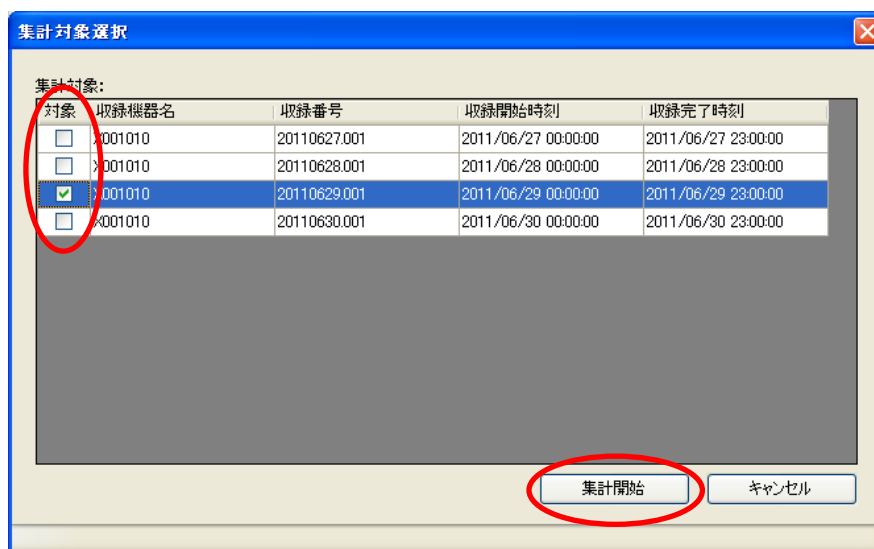 集計対象選択
集計対象:
対象 収録機器名 収録番号 収録開始時刻 収録完了時刻
X001010 20110627.001 2011/06/27 00:00:00 2011/06/27 23:00:00
X001010 20110628.001 2011/06/28 00:00:00 2011/06/28 23:00:00
X001010 20110629.001 2011/06/29 00:00:00 2011/06/29 23:00:00
X001010 20110630.001 2011/06/30 00:00:00 2011/06/30 23:00:00
集計開始 キャンセル